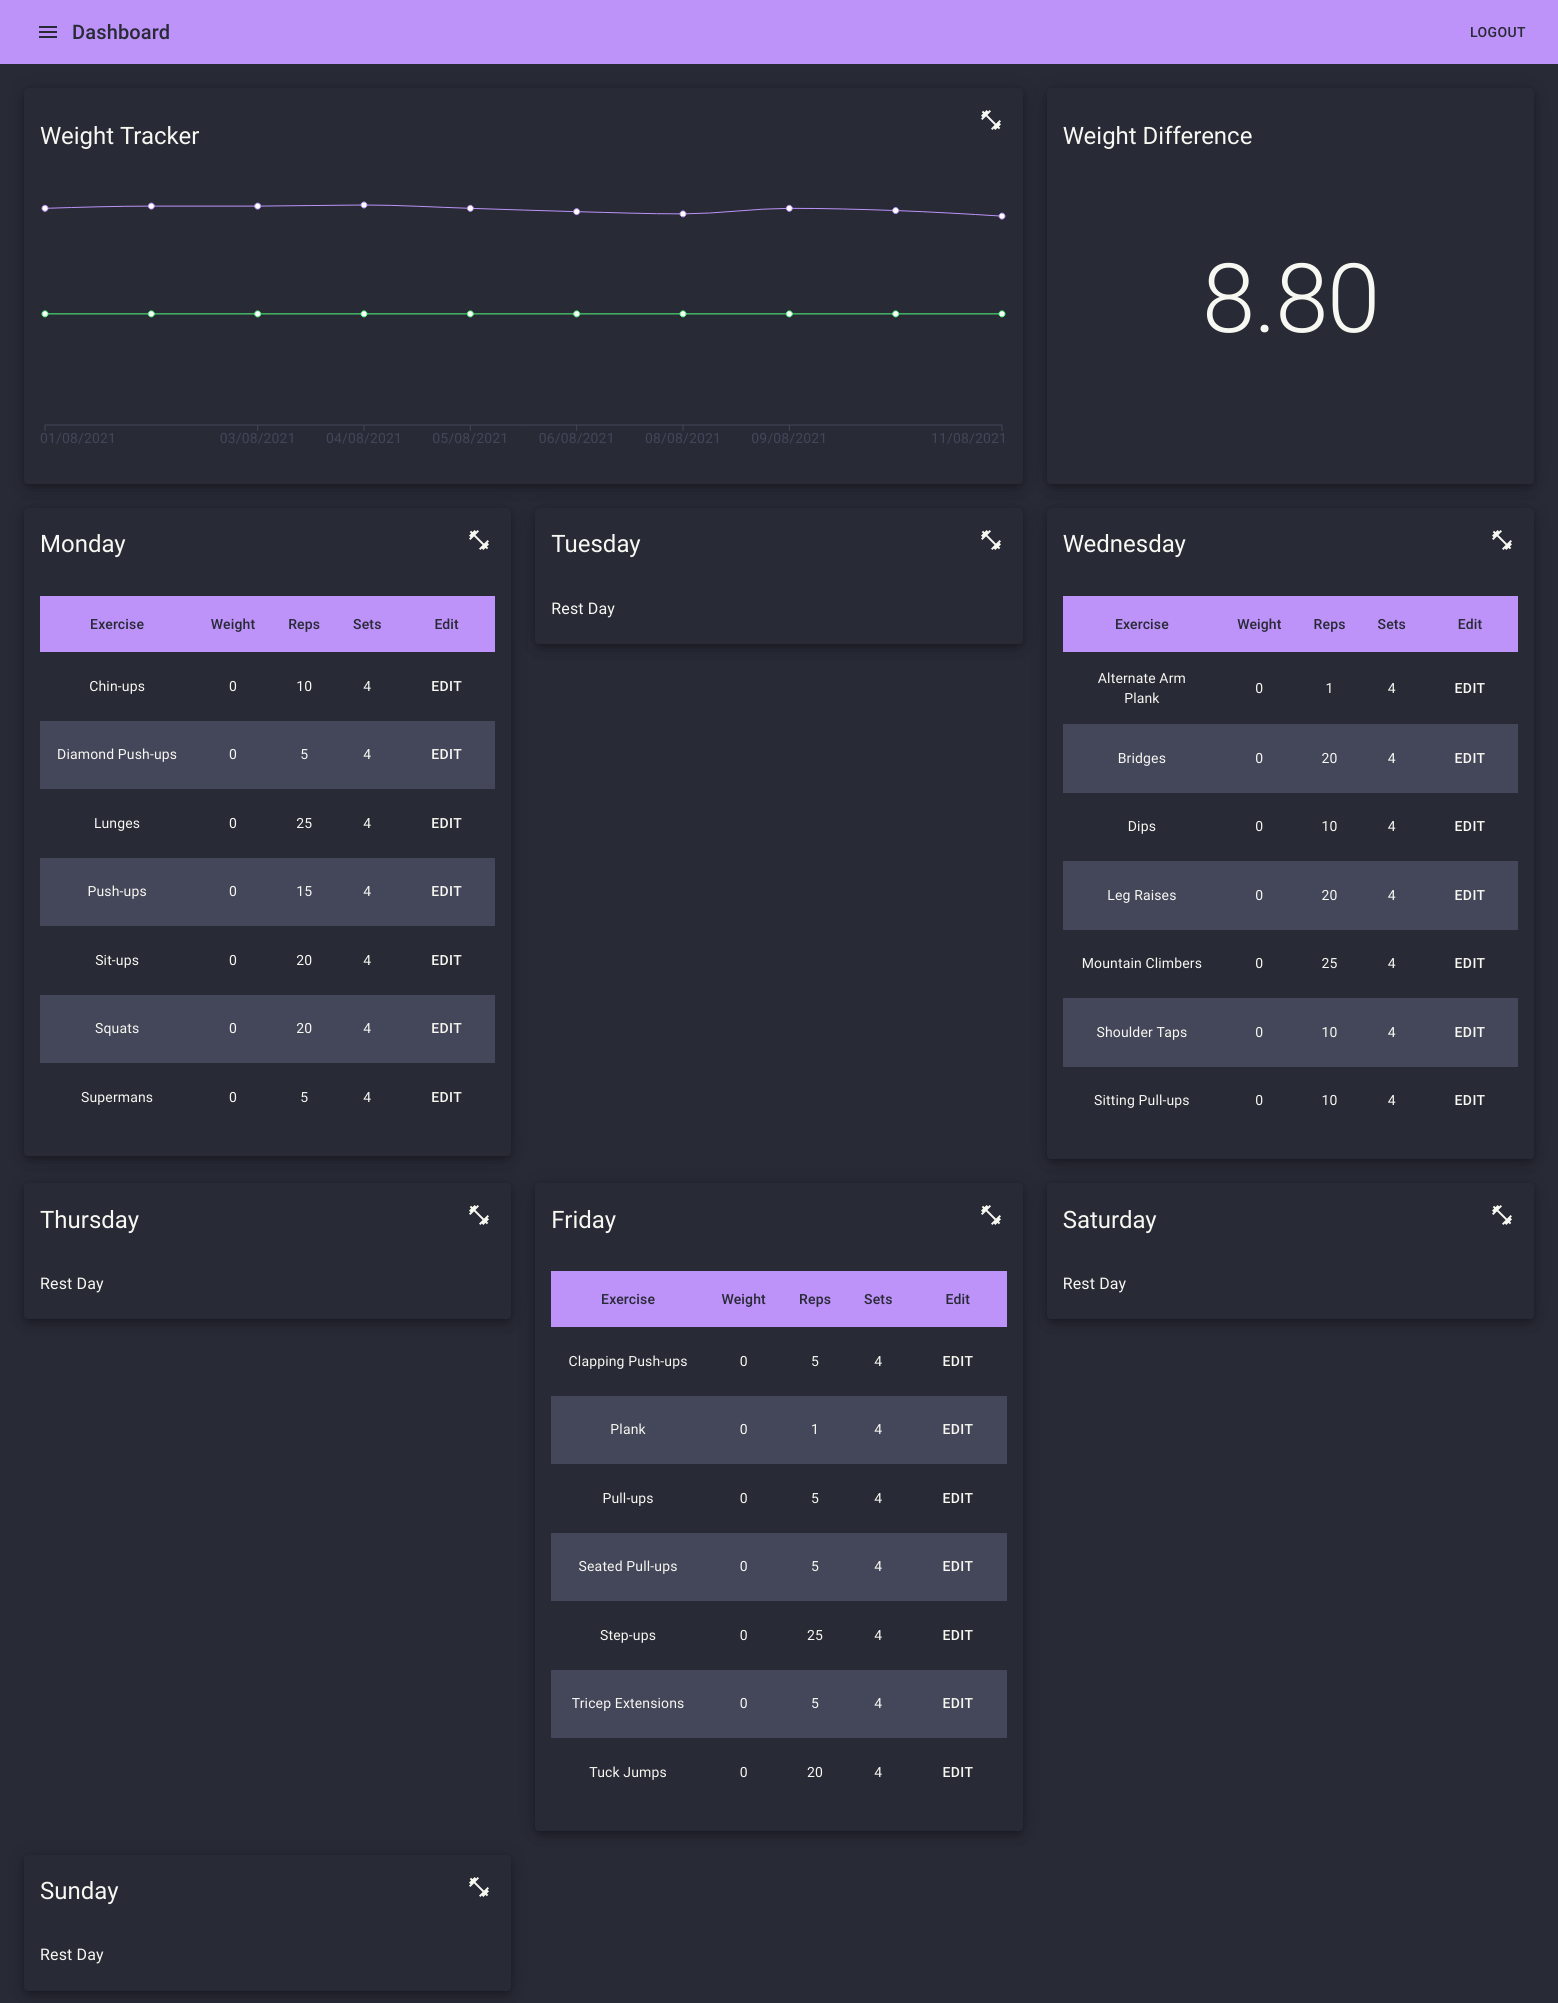 Dashboard
LOGOUT
Weight Tracker
01/08/2021 03/08/2021 04/08/2021 05/08/2021 06/08/2021 08/08/2021 09/08/2021 11/08/2021
Weight Difference
8.80
Monday
Exercise Weight Reps Sets Edit
Chin-ups 0 10 4 EDIT
Diamond Push-ups 0 5 4 EDIT
Lunges 0 25 4 EDIT
Push-ups 0 15 4 EDIT
Sit-ups 0 20 4 EDIT
Squats 0 20 4 EDIT
Supermans 0 5 4 EDIT
Tuesday
Rest Day
Wednesday
Exercise Weight Reps Sets Edit
Alternate Arm
Plank 0 1 4 EDIT
Bridges 0 20 4 EDIT
Dips 0 10 4 EDIT
Leg Raises 0 20 4 EDIT
Mountain Climbers 0 25 4 EDIT
Shoulder Taps 0 10 4 EDIT
Sitting Pull-ups 0 10 4 EDIT
Thursday
Rest Day
Friday
Exercise Weight Reps Sets Edit
Clapping Push-ups 0 5 4 EDIT
Plank 0 1 4 EDIT
Pull-ups 0 5 4 EDIT
Seated Pull-ups 0 5 4 EDIT
Step-ups 0 25 4 EDIT
Tricep Extensions 0 5 4 EDIT
Tuck Jumps 0 20 4 EDIT
Saturday
Rest Day
Sunday
Rest Day